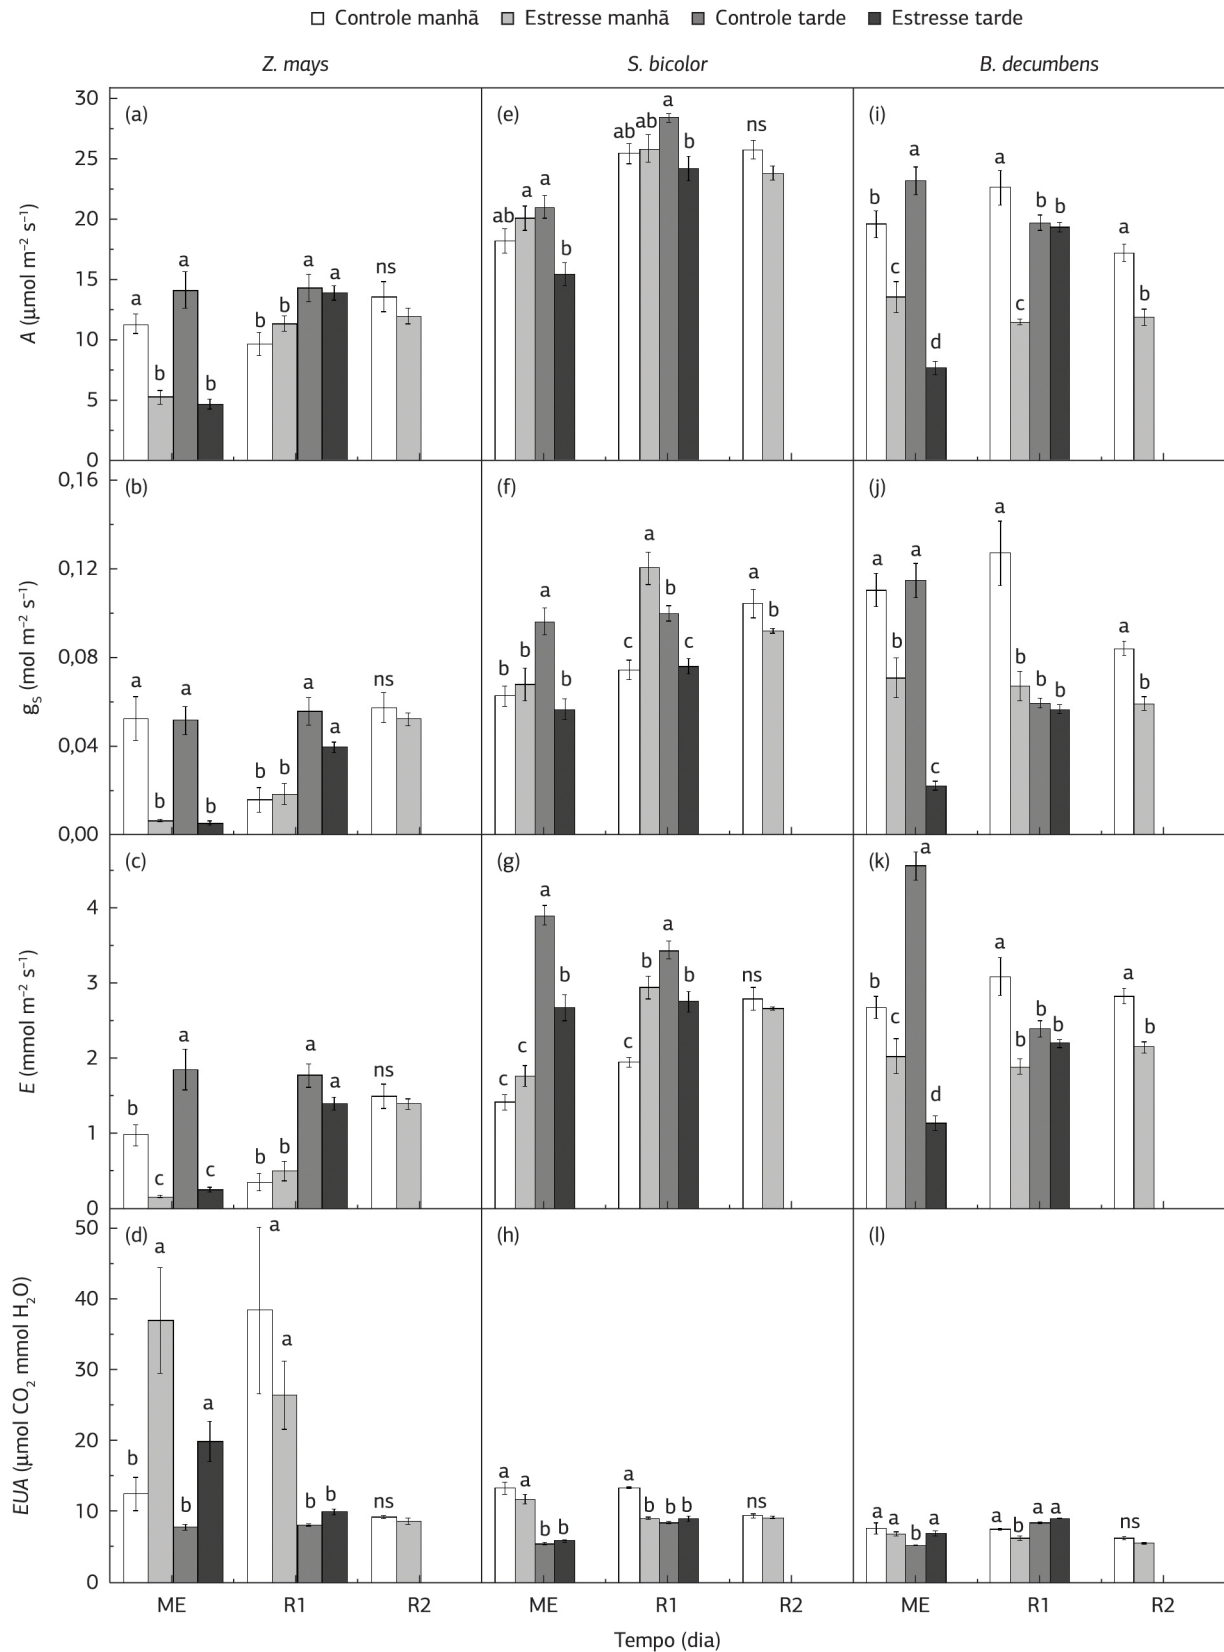 Controle manhã Estresse manhã Controle tarde Estresse tarde
Z. mays S. bicolor B. decumbens
A (μmol m⁻² s⁻¹)
30
25
20
15
10
5
0
(a)
a b a b
b b a a
ns
(e)
ab a a b
ab ab a b
ns
(i)
b c a d
a c b b
a b
gS (mol m⁻² s⁻¹)
0,16
0,12
0,08
0,04
0,00
(b)
a b a b
b b a a
ns
(f)
b b a b
c a b c
a b
(j)
a b a c
a b b b
a b
E (mmol m⁻² s⁻¹)
4
3
2
1
0
(c)
b c a c
b b a a
ns
(g)
c c a b
c b a b
ns
(k)
b c a d
a b b b
a b
EUA (μmol CO₂ mmol H₂O)
50
40
30
20
10
0
(d)
b a b a
a a b b
ns
(h)
a a b b
a b b b
ns
(l)
a a b a
a b a a
ns
ME R1 R2 ME R1 R2 ME R1 R2
Tempo (dia)